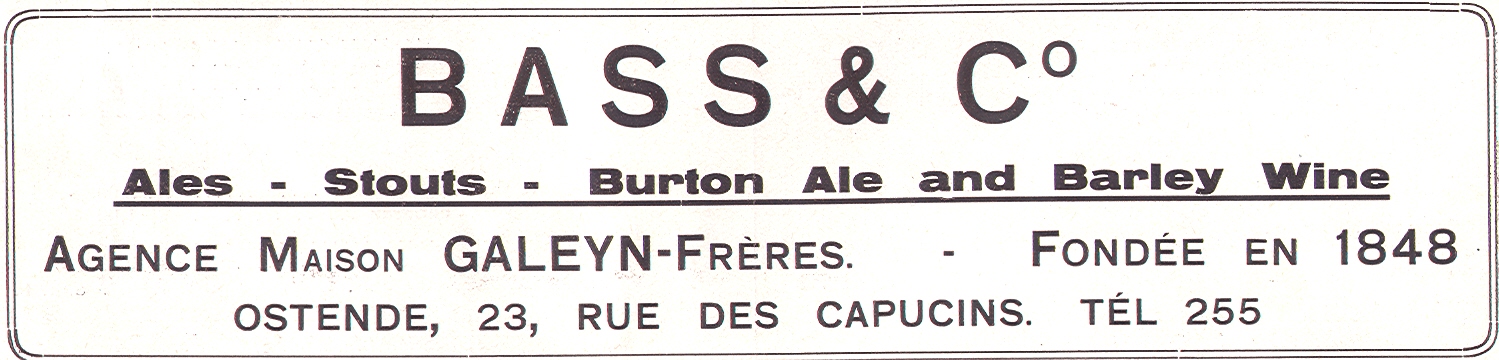 BASS & Cº
Ales - Stouts - Burton Ale and Barley Wine
AGENCE MAISON GALEYN-FRÈRES. - FONDÉE EN 1848
OSTENDE, 23, RUE DES CAPUCINS. TÉL 255